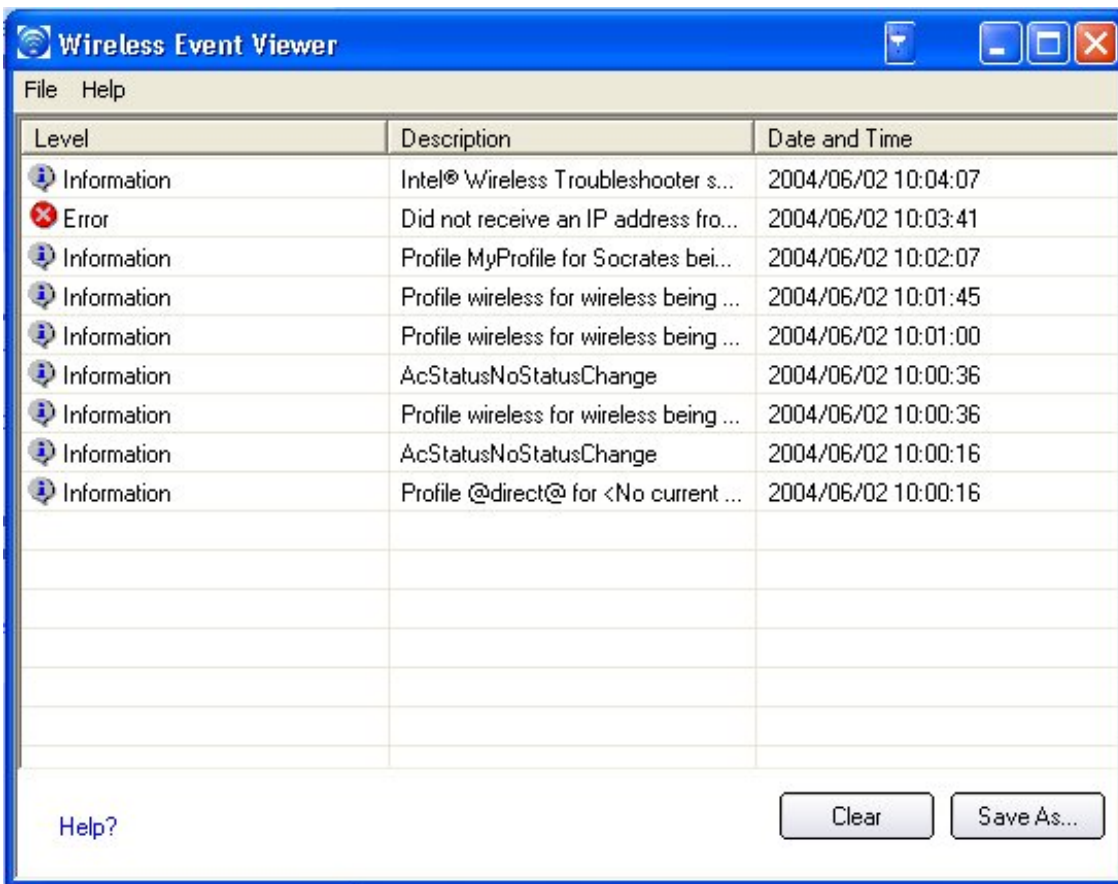 Wireless Event Viewer
File Help
Level Description Date and Time
Information Intel® Wireless Troubleshooter s... 2004/06/02 10:04:07
Error Did not receive an IP address fro... 2004/06/02 10:03:41
Information Profile MyProfile for Socrates bei... 2004/06/02 10:02:07
Information Profile wireless for wireless being ... 2004/06/02 10:01:45
Information Profile wireless for wireless being ... 2004/06/02 10:01:00
Information AcStatusNoStatusChange 2004/06/02 10:00:36
Information Profile wireless for wireless being ... 2004/06/02 10:00:36
Information AcStatusNoStatusChange 2004/06/02 10:00:16
Information Profile @direct@ for <No current ... 2004/06/02 10:00:16
Help? Clear Save As...